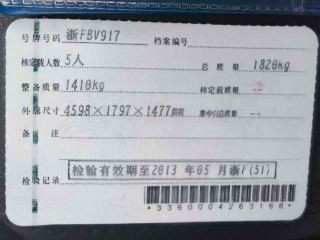 号牌号码 浙FBV917 档案编号
核定载人数 5人 总质量 1820kg
整备质量 1410kg 核定载质量 --
外廓尺寸 4598×1797×1477mm 准牵引总质量 --
备注
检验有效期至2013年05月浙F(51)
检验记录
*3360004263168*